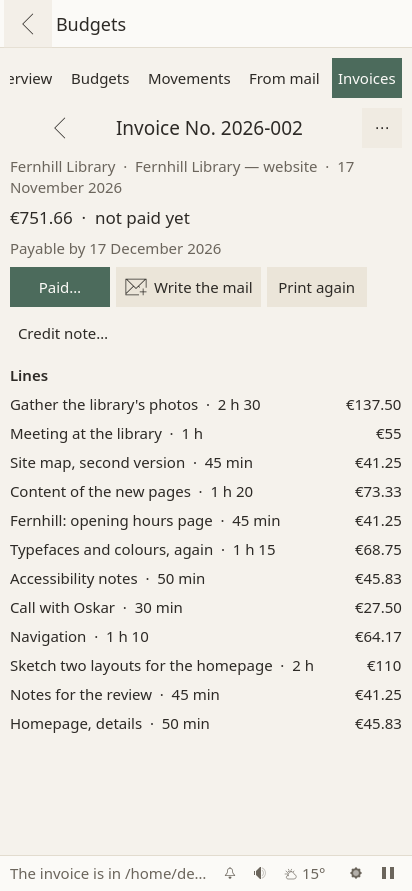 Budgets
erview Budgets Movements From mail Invoices
Invoice No. 2026-002 ...
Fernhill Library · Fernhill Library — website · 17
November 2026
€751.66 · not paid yet
Payable by 17 December 2026
Paid... Write the mail Print again
Credit note...
Lines
Gather the library's photos · 2 h 30 €137.50
Meeting at the library · 1 h €55
Site map, second version · 45 min €41.25
Content of the new pages · 1 h 20 €73.33
Fernhill: opening hours page · 45 min €41.25
Typefaces and colours, again · 1 h 15 €68.75
Accessibility notes · 50 min €45.83
Call with Oskar · 30 min €27.50
Navigation · 1 h 10 €64.17
Sketch two layouts for the homepage · 2 h €110
Notes for the review · 45 min €41.25
Homepage, details · 50 min €45.83
The invoice is in /home/de... 15°